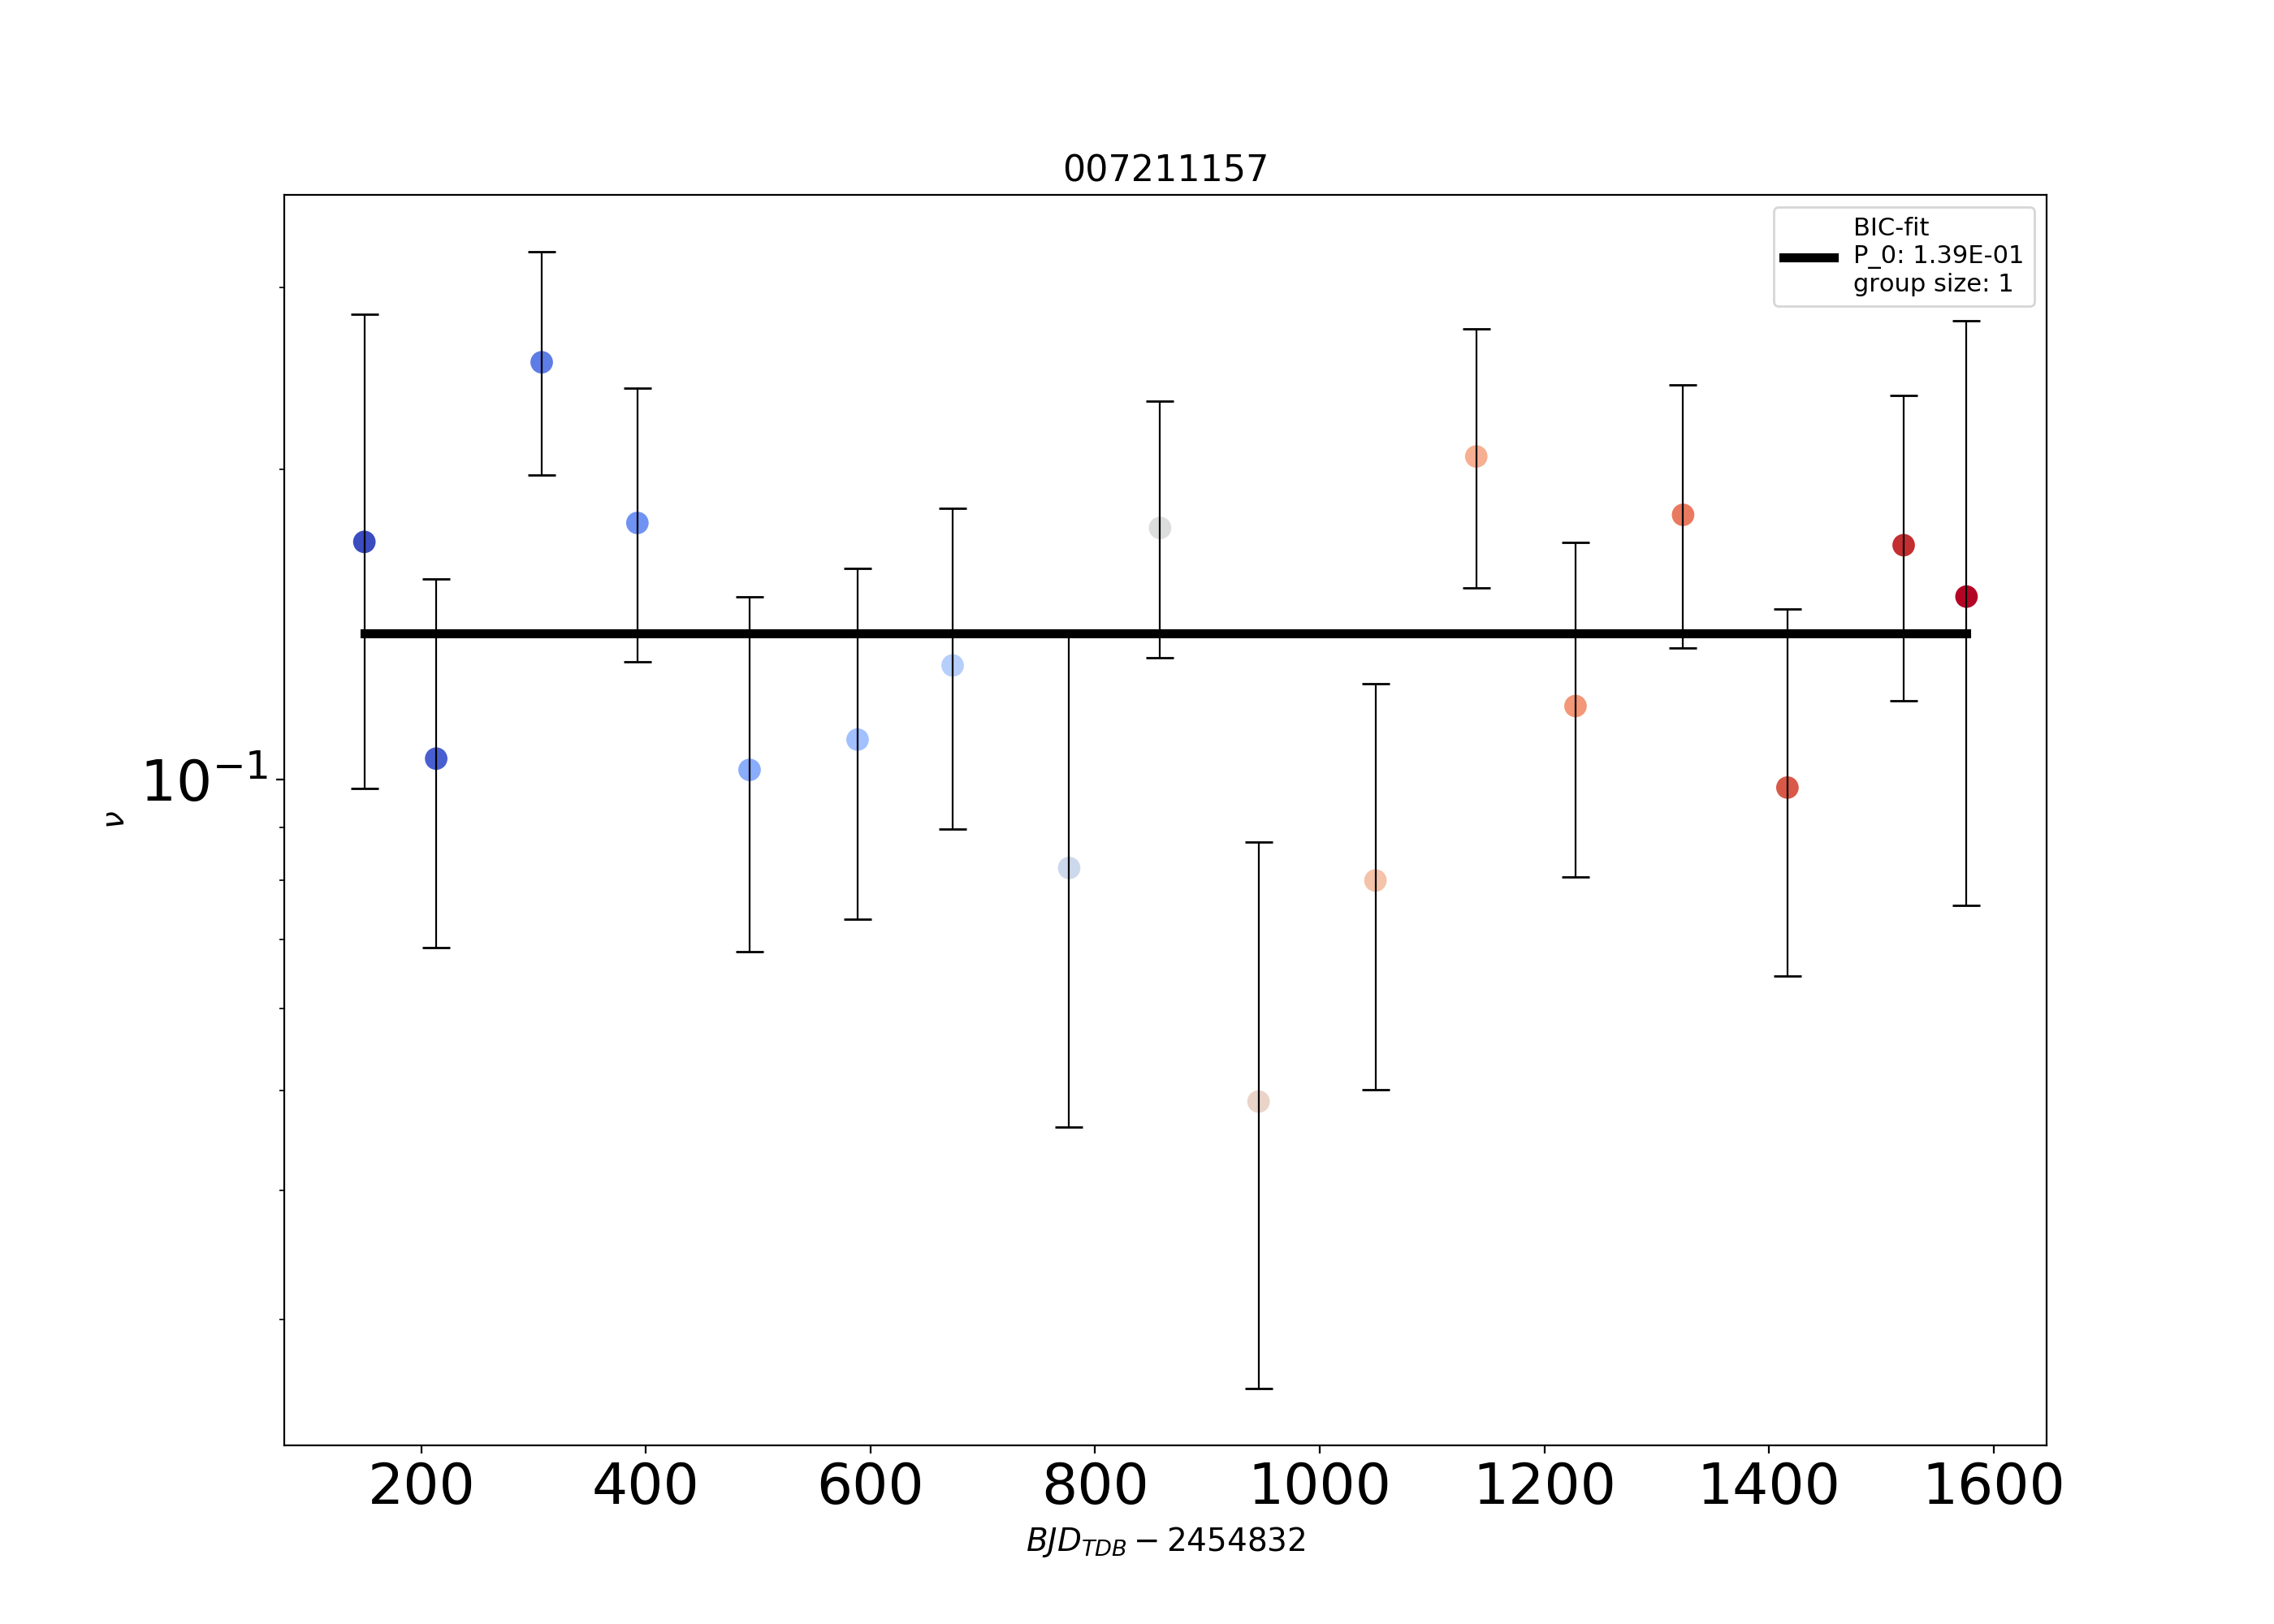 007211157
BIC-fit
P_0: 1.39E-01
group size: 1
10⁻¹
ν
200 400 600 800 1000 1200 1400 1600
BJD_TDB − 2454832